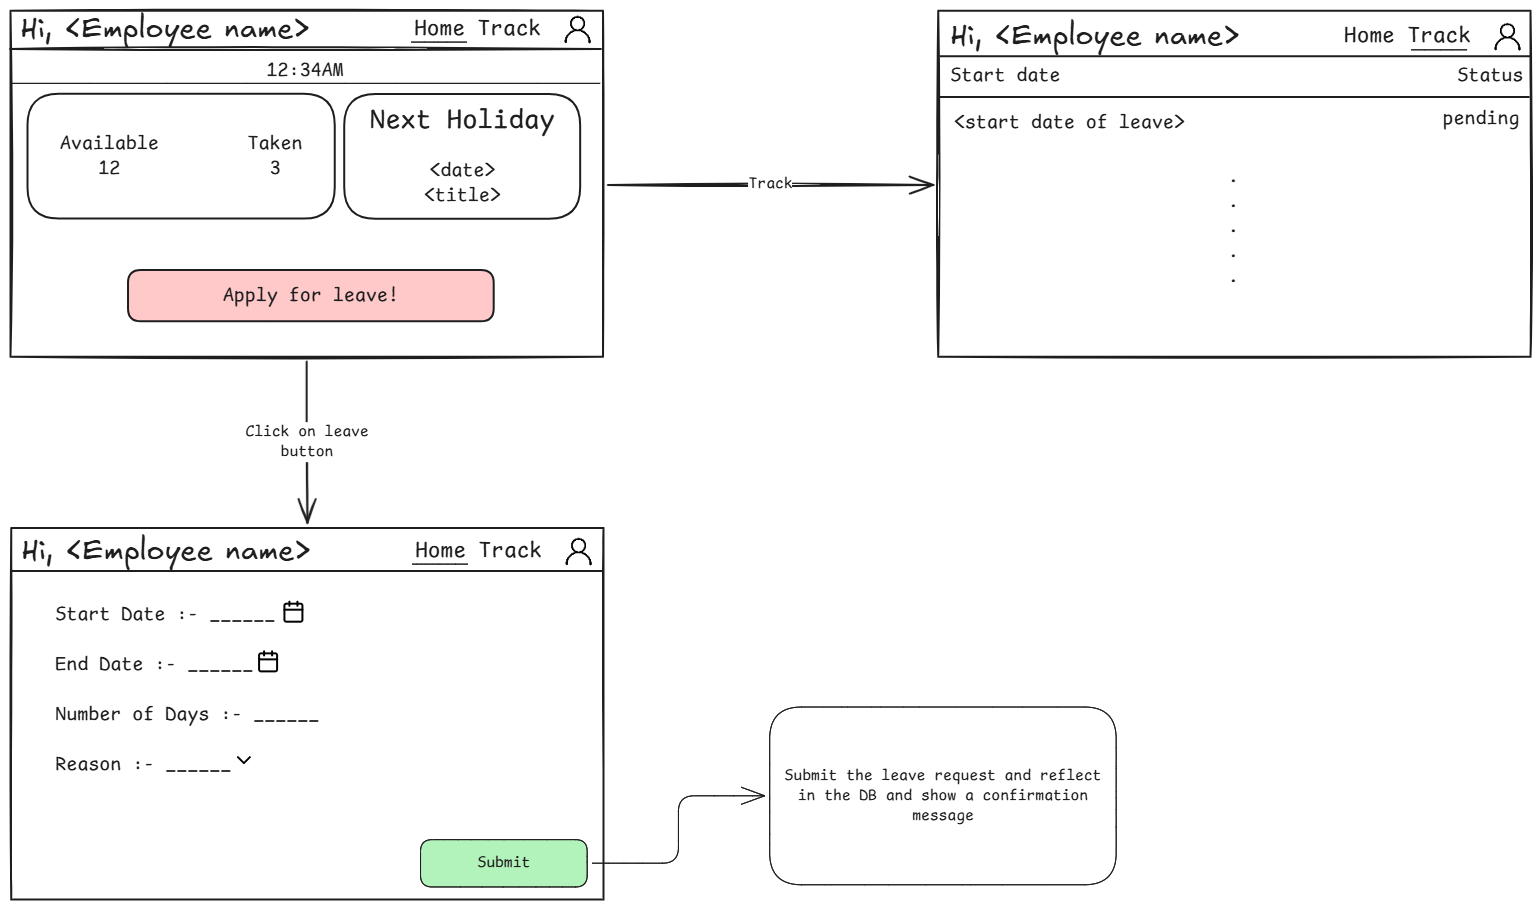 Hi, <Employee name>
Home Track
12:34AM
Available
12
Taken
3
Next Holiday
<date>
<title>
Apply for leave!
Track
Hi, <Employee name>
Home Track
Start date
Status
<start date of leave>
pending
Click on leave
button
Hi, <Employee name>
Home Track
Start Date :- ______
End Date :- ______
Number of Days :- ______
Reason :- ______
Submit
Submit the leave request and reflect
in the DB and show a confirmation
message